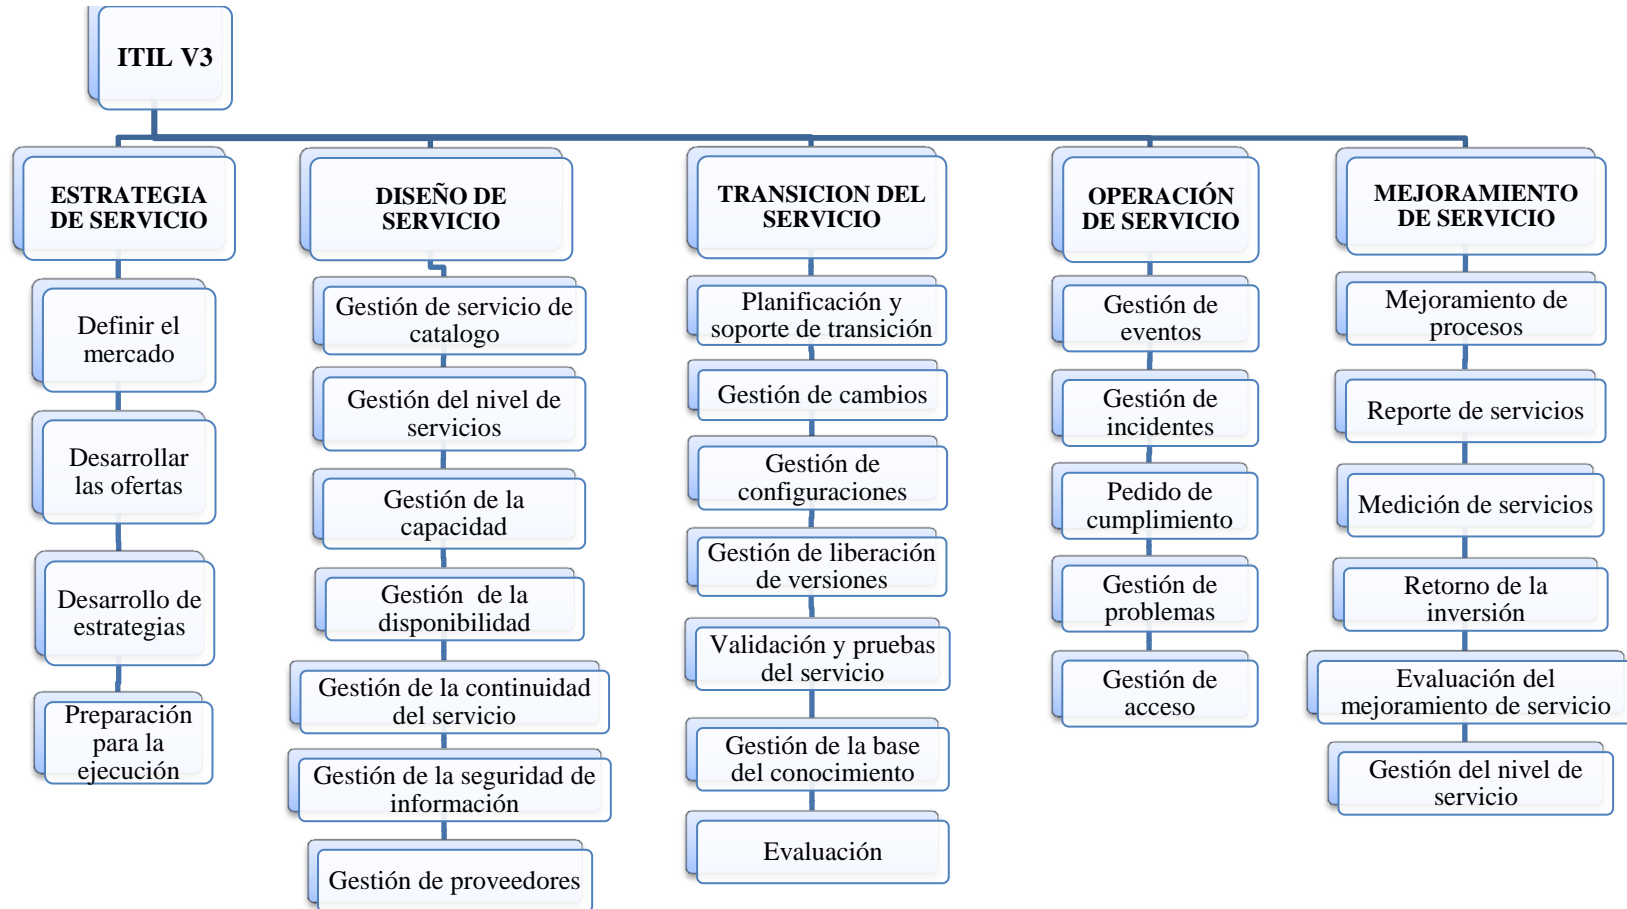 ITIL V3
ESTRATEGIA
DE SERVICIO
Definir el
mercado
Desarrollar
las ofertas
Desarrollo de
estrategias
Preparación
para la
ejecución
DISEÑO DE
SERVICIO
Gestión de servicio de
catalogo
Gestión del nivel de
servicios
Gestión de la
capacidad
Gestión de la
disponibilidad
Gestión de la continuidad
del servicio
Gestión de la seguridad de
información
Gestión de proveedores
TRANSICION DEL
SERVICIO
Planificación y
soporte de transición
Gestión de cambios
Gestión de
configuraciones
Gestión de liberación
de versiones
Validación y pruebas
del servicio
Gestión de la base
del conocimiento
Evaluación
OPERACIÓN
DE SERVICIO
Gestión de
eventos
Gestión de
incidentes
Pedido de
cumplimiento
Gestión de
problemas
Gestión de
acceso
MEJORAMIENTO
DE SERVICIO
Mejoramiento de
procesos
Reporte de servicios
Medición de servicios
Retorno de la
inversión
Evaluación del
mejoramiento de servicio
Gestión del nivel de
servicio